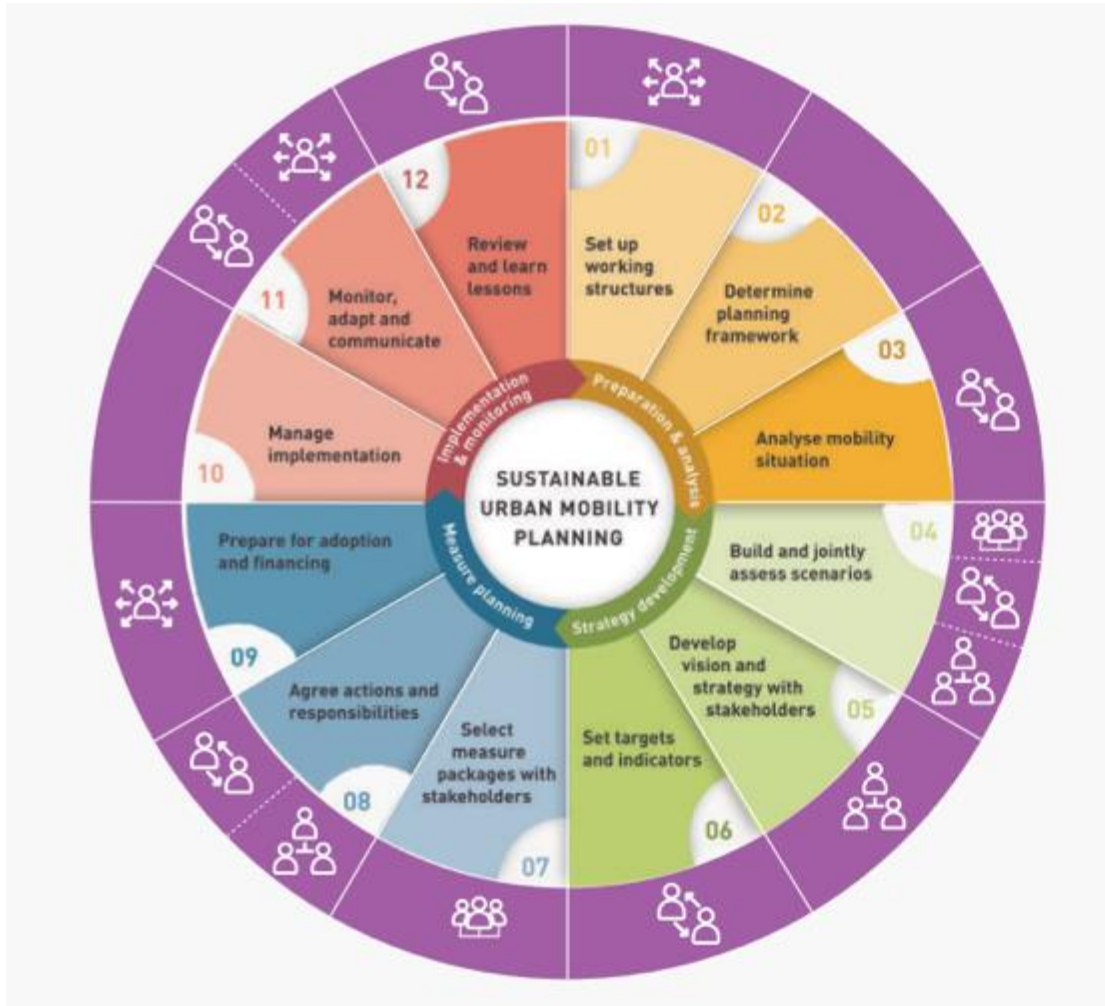 SUSTAINABLE
URBAN MOBILITY
PLANNING
Preparation & analysis
Strategy development
Measure planning
Implementation
& monitoring
01
Set up
working
structures
02
Determine
planning
framework
03
Analyse mobility
situation
04
Build and jointly
assess scenarios
05
Develop
vision and
strategy with
stakeholders
06
Set targets
and indicators
07
Select
measure
packages with
stakeholders
08
Agree actions and
responsibilities
09
Prepare for adoption
and financing
10
Manage
implementation
11
Monitor,
adapt and
communicate
12
Review
and learn
lessons